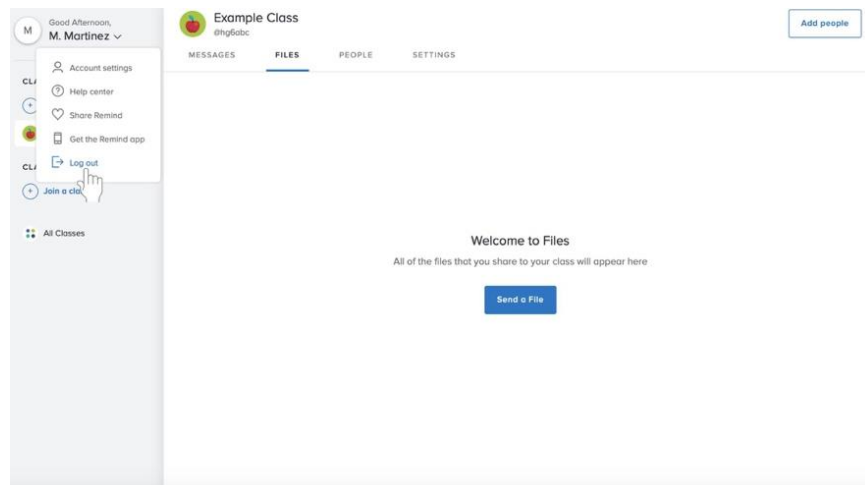 M
Good Afternoon,
M. Martinez
Account settings
Help center
Share Remind
Get the Remind app
Log out
CLA
CLA
Join a cla
All Classes
Example Class
@hg6abc
Add people
MESSAGES FILES PEOPLE SETTINGS
Welcome to Files
All of the files that you share to your class will appear here
Send a File